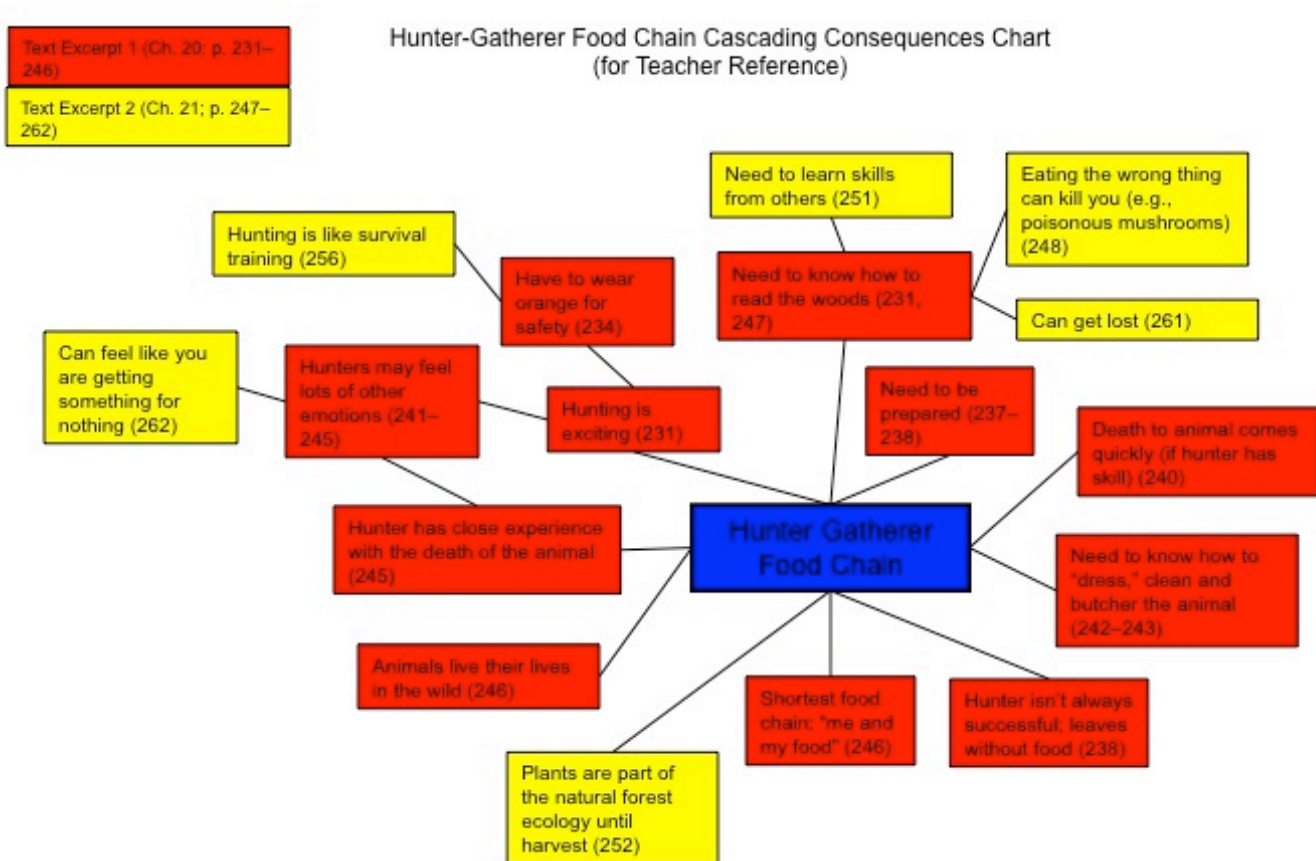 Hunter-Gatherer Food Chain Cascading Consequences Chart
(for Teacher Reference)
Text Excerpt 1 (Ch. 20: p. 231–
246)
Text Excerpt 2 (Ch. 21; p. 247–
262)
Need to learn skills
from others (251)
Eating the wrong thing
can kill you (e.g.,
poisonous mushrooms)
(248)
Hunting is like survival
training (256)
Have to wear
orange for
safety (234)
Need to know how to
read the woods (231,
247)
Can get lost (261)
Can feel like you
are getting
something for
nothing (262)
Hunters may feel
lots of other
emotions (241–
245)
Hunting is
exciting (231)
Need to be
prepared (237–
238)
Death to animal comes
quickly (if hunter has
skill) (240)
Hunter has close experience
with the death of the animal
(245)
Hunter Gatherer
Food Chain
Need to know how to
“dress,” clean and
butcher the animal
(242–243)
Animals live their lives
in the wild (246)
Shortest food
chain: “me and
my food” (246)
Hunter isn’t always
successful; leaves
without food (238)
Plants are part of
the natural forest
ecology until
harvest (252)